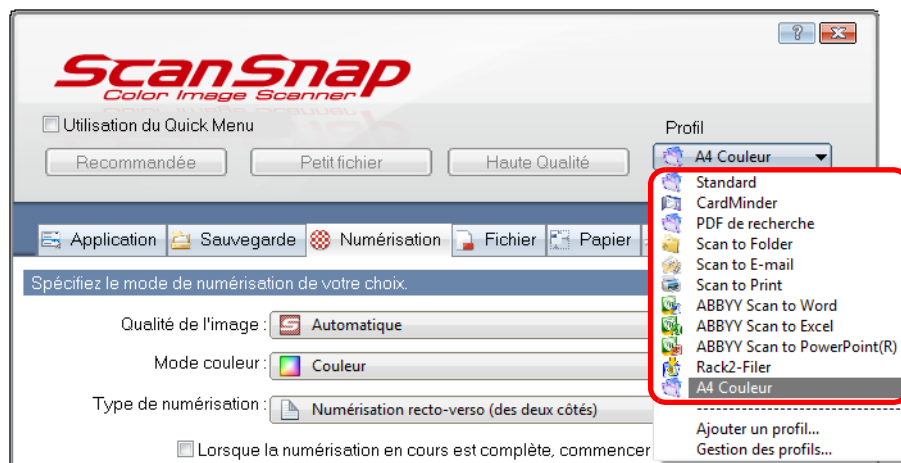 ScanSnap
Color Image Scanner
Utilisation du Quick Menu
Profil
Recommandée Petit fichier Haute Qualité A4 Couleur
Standard
CardMinder
PDF de recherche
Scan to Folder
Scan to E-mail
Scan to Print
ABBYY Scan to Word
ABBYY Scan to Excel
ABBYY Scan to PowerPoint(R)
Rack2-Filer
A4 Couleur
Ajouter un profil...
Gestion des profils...
Application Sauvegarde Numérisation Fichier Papier
Spécifiez le mode de numérisation de votre choix.
Qualité de l'image : Automatique
Mode couleur : Couleur
Type de numérisation : Numérisation recto-verso (des deux côtés)
Lorsque la numérisation en cours est complète, commencer